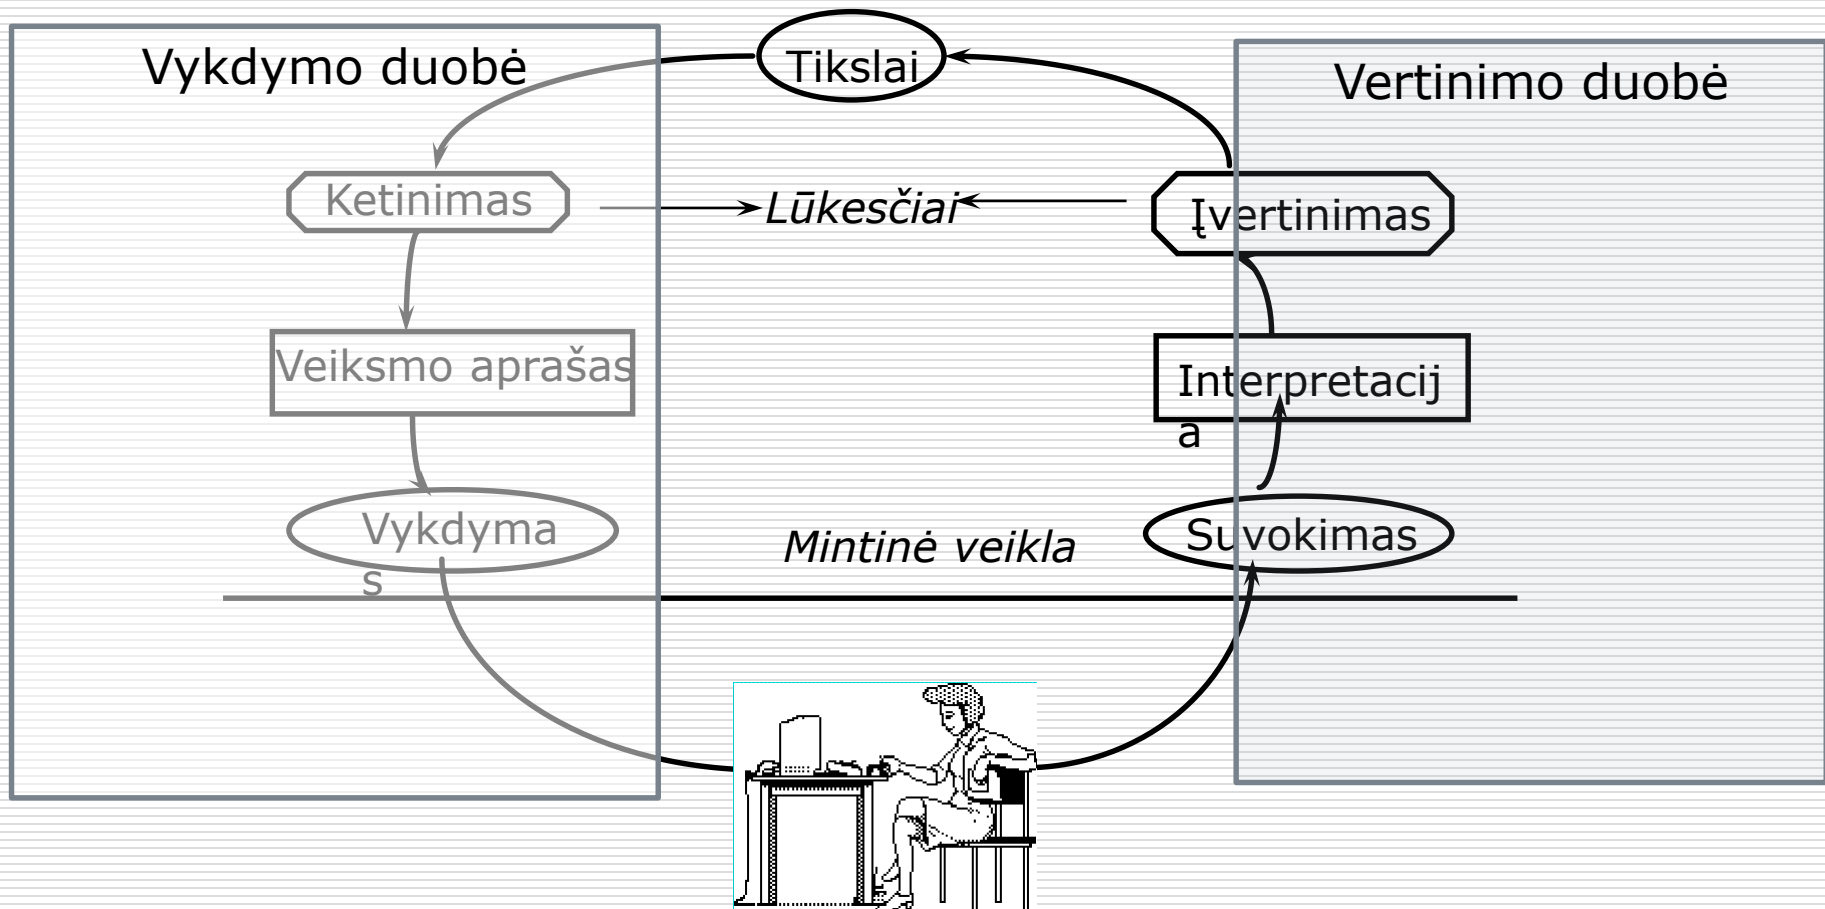 Vykdymo duobė
Tikslai
Vertinimo duobė
Ketinimas
Lūkesčiai
Įvertinimas
Veiksmo aprašas
Interpretacij
a
Vykdyma
s
Mintinė veikla
Suvokimas